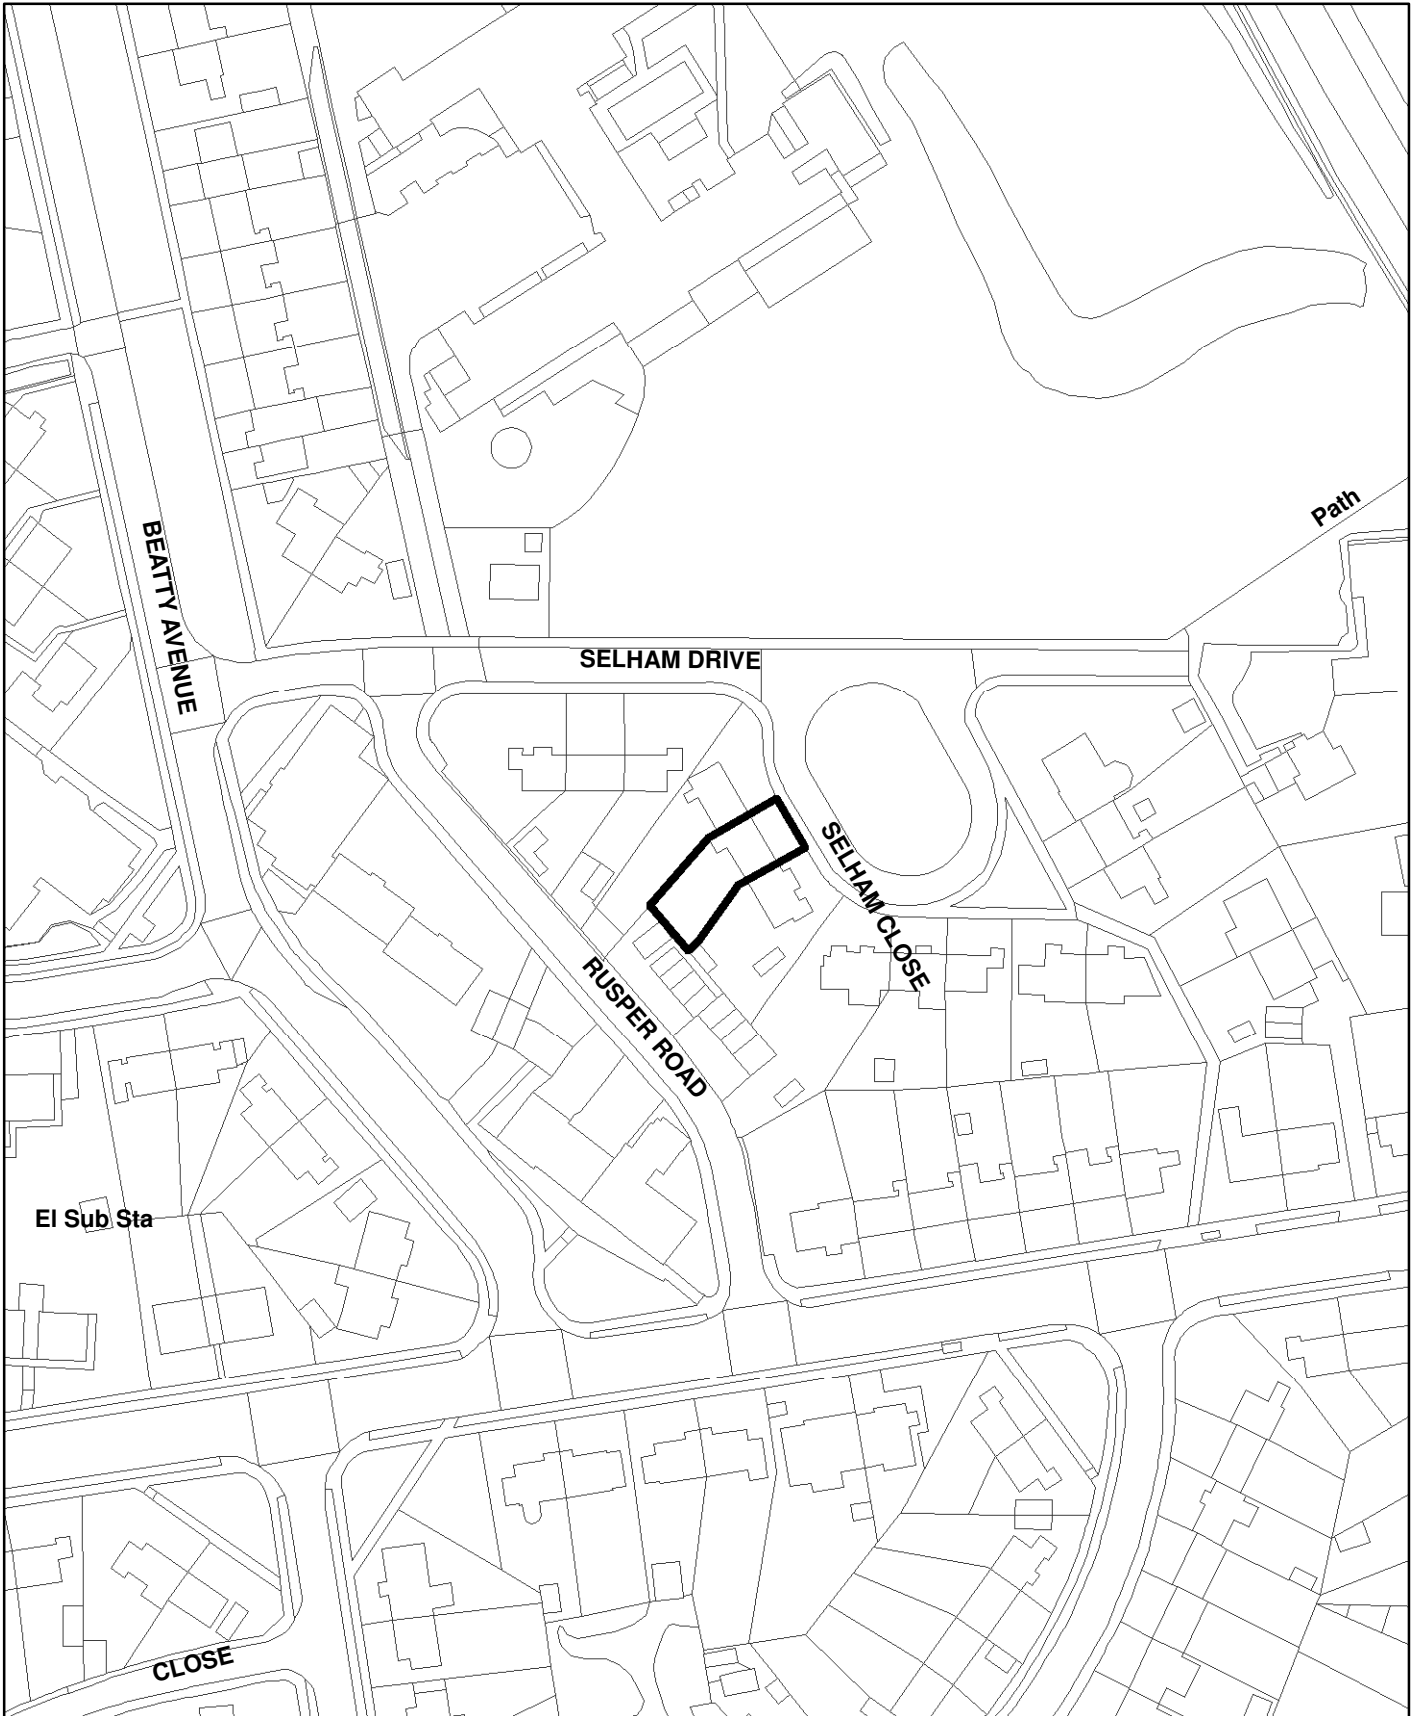 Path
BEATTY AVENUE
SELHAM DRIVE
SELHAM CLOSE
RUSPER ROAD
El Sub Sta
CLOSE